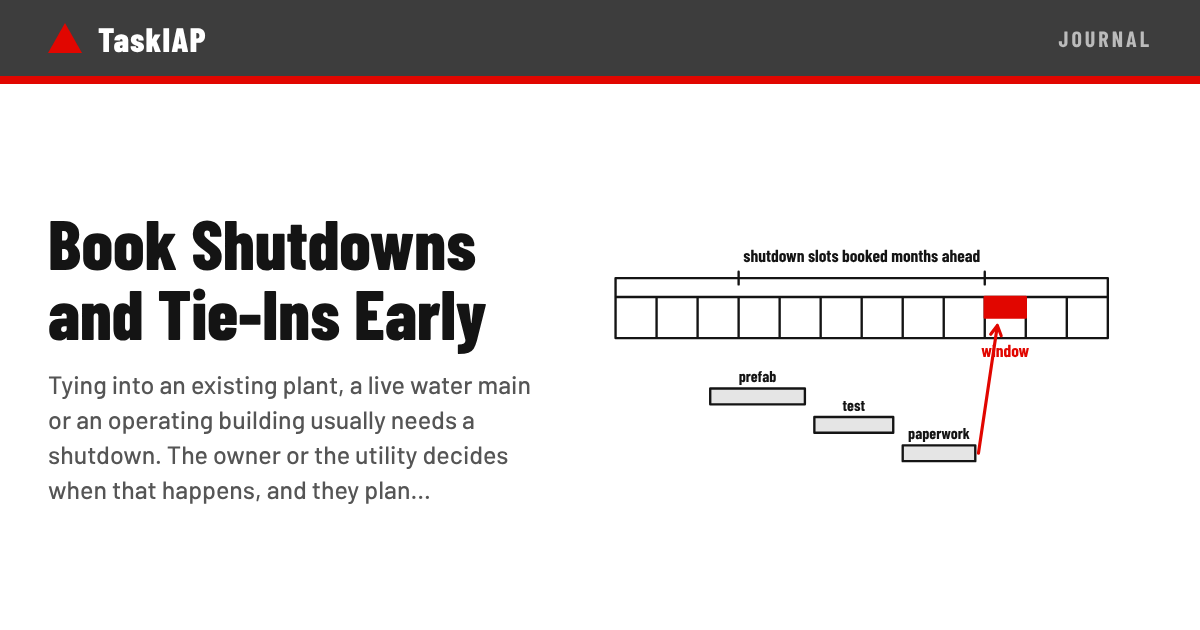 TaskIAP
JOURNAL
Book Shutdowns
and Tie-Ins Early
Tying into an existing plant, a live water main
or an operating building usually needs a
shutdown. The owner or the utility decides
when that happens, and they plan...
shutdown slots booked months ahead
window
prefab
test
paperwork